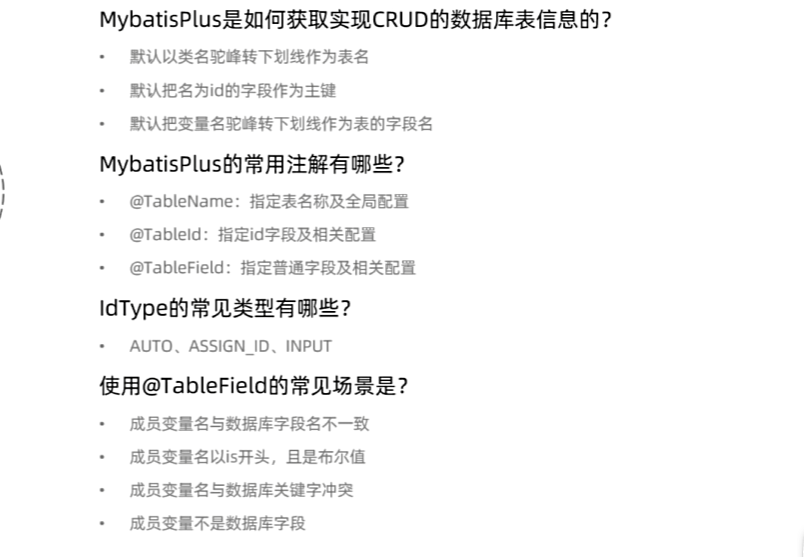 MybatisPlus是如何获取实现CRUD的数据库表信息的？
• 默认以类名驼峰转下划线作为表名
• 默认把名为id的字段作为主键
• 默认把变量名驼峰转下划线作为表的字段名
MybatisPlus的常用注解有哪些？
• @TableName：指定表名称及全局配置
• @TableId：指定id字段及相关配置
• @TableField：指定普通字段及相关配置
IdType的常见类型有哪些？
• AUTO、ASSIGN_ID、INPUT
使用@TableField的常见场景是？
• 成员变量名与数据库字段名不一致
• 成员变量名以is开头，且是布尔值
• 成员变量名与数据库关键字冲突
• 成员变量不是数据库字段